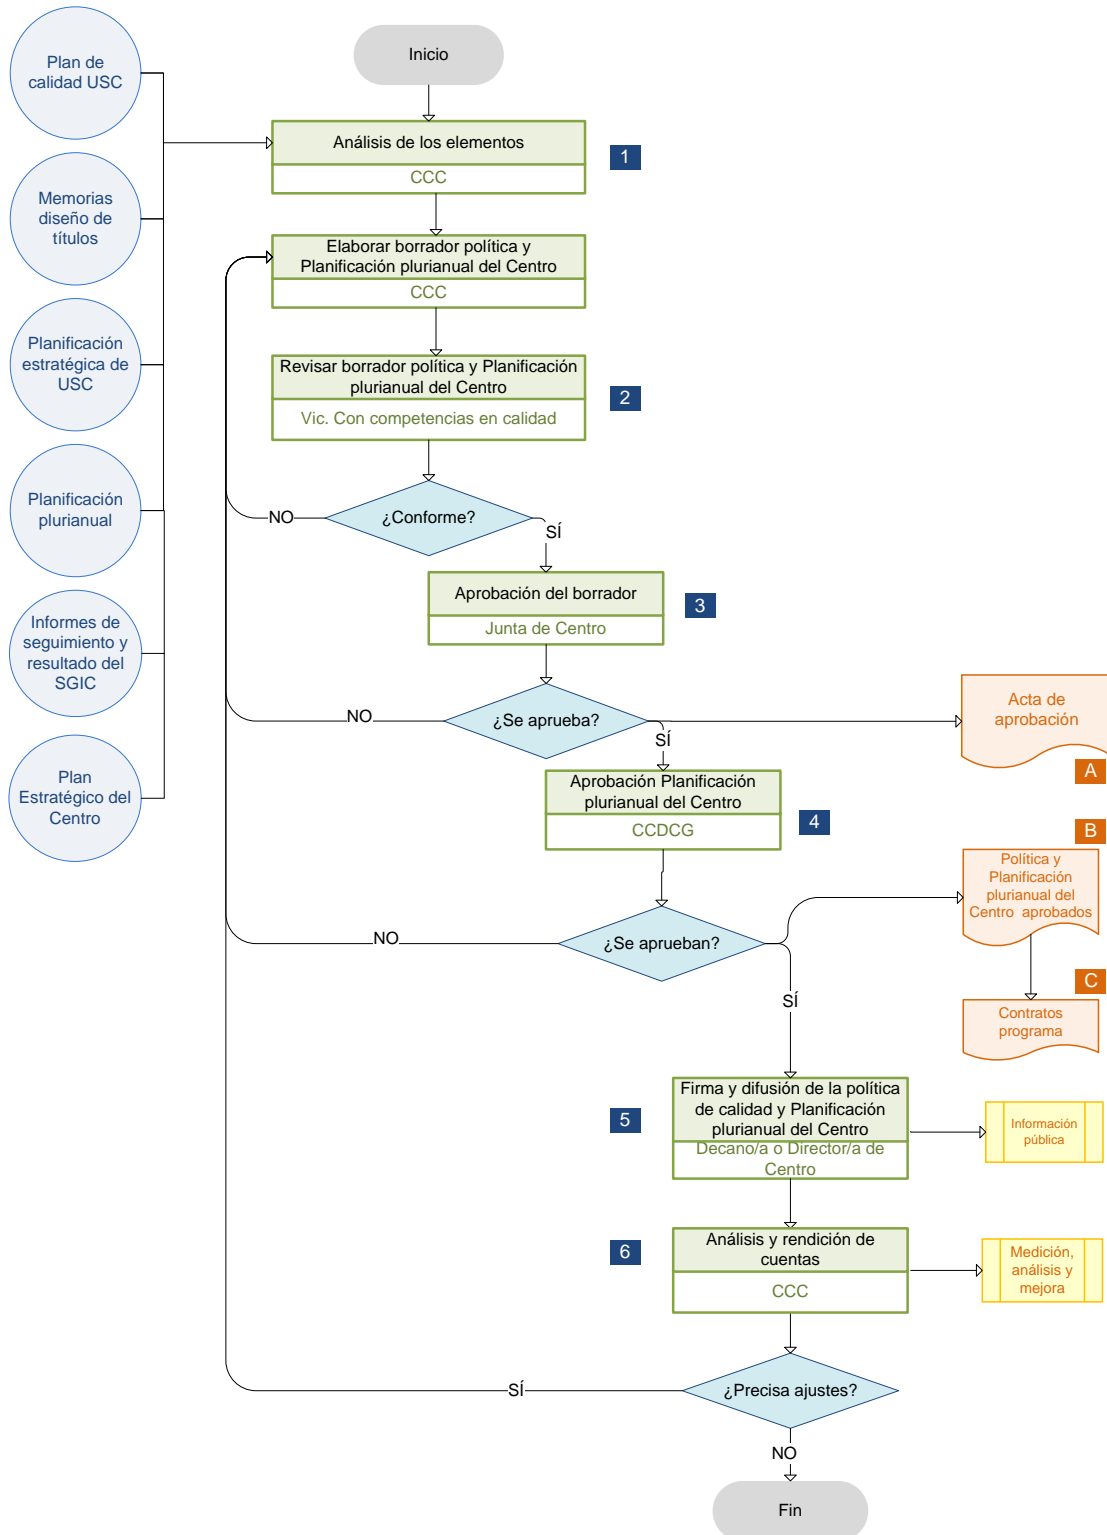 Inicio
Plan de
calidad USC
Análisis de los elementos
CCC
1
Memorias
diseño de
títulos
Elaborar borrador política y
Planificación plurianual del Centro
CCC
Planificación
estratégica de
USC
Revisar borrador política y Planificación
plurianual del Centro
Vic. Con competencias en calidad
2
Planificación
plurianual
¿Conforme?
NO
SÍ
Aprobación del borrador
Junta de Centro
3
Informes de
seguimiento y
resultado del
SGIC
¿Se aprueba?
NO
SÍ
Acta de
aprobación
A
Plan
Estratégico del
Centro
Aprobación Planificación
plurianual del Centro
CCDCG
4
B
Política y
Planificación
plurianual del
Centro aprobados
¿Se aprueban?
NO
SÍ
C
Contratos
programa
Firma y difusión de la política
de calidad y Planificación
plurianual del Centro
Decano/a o Director/a de
Centro
5
Información
pública
Análisis y rendición de
cuentas
CCC
6
Medición,
análisis y
mejora
¿Precisa ajustes?
SÍ
NO
Fin